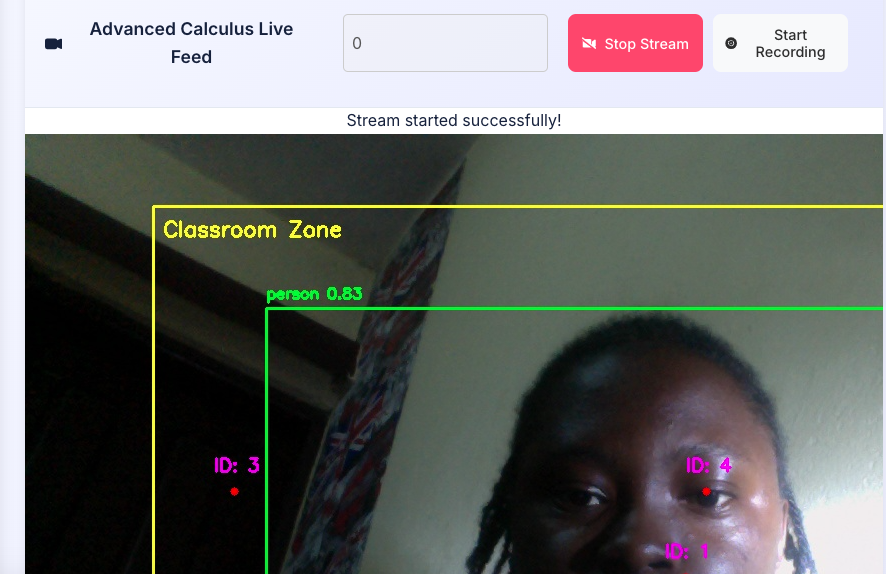 Advanced Calculus Live
Feed
0
Stop Stream
Start
Recording
Stream started successfully!
Classroom Zone
person 0.83
ID: 3
ID: 4
ID: 1